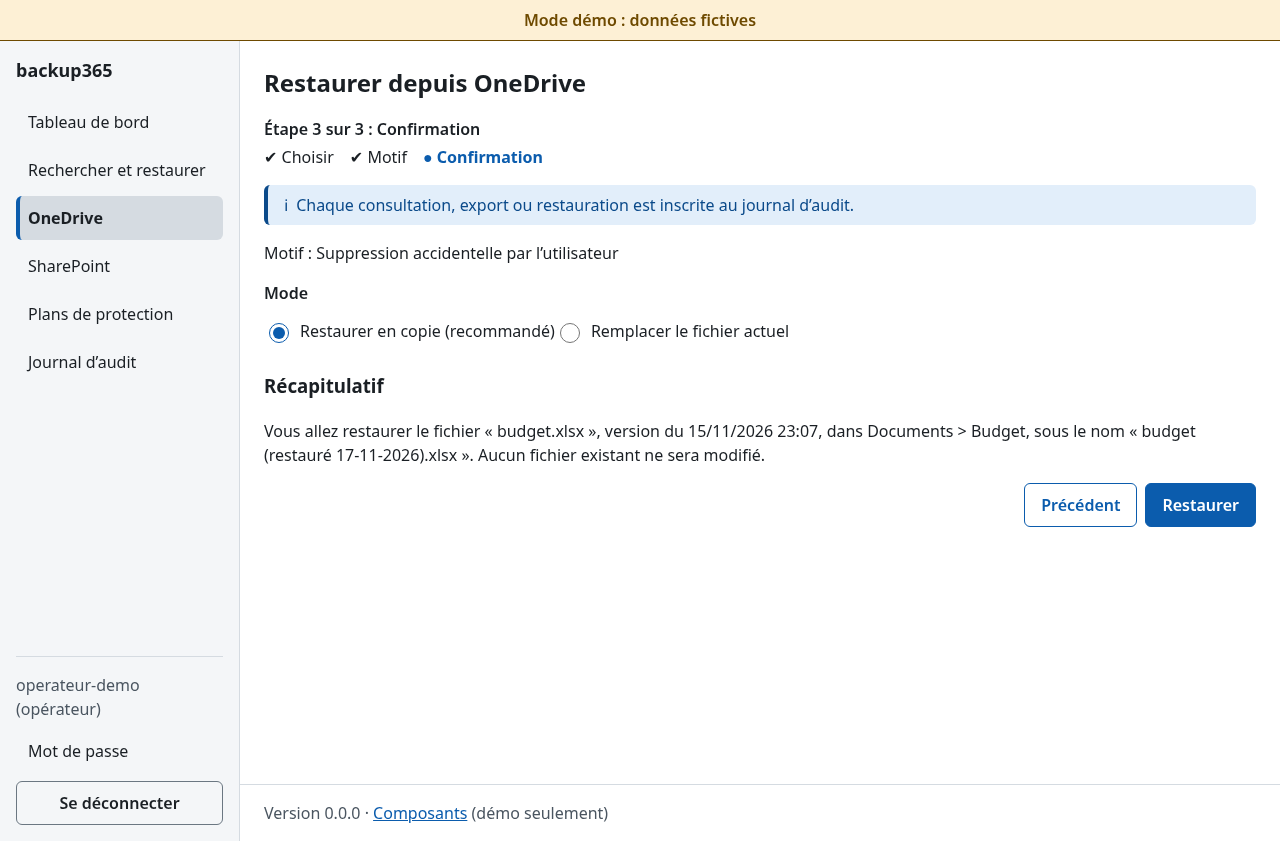 Mode démo : données fictives
backup365
Tableau de bord
Rechercher et restaurer
OneDrive
SharePoint
Plans de protection
Journal d’audit
operateur-demo
(opérateur)
Mot de passe
Se déconnecter
Restaurer depuis OneDrive
Étape 3 sur 3 : Confirmation
✔ Choisir ✔ Motif ● Confirmation
i Chaque consultation, export ou restauration est inscrite au journal d’audit.
Motif : Suppression accidentelle par l’utilisateur
Mode
Restaurer en copie (recommandé) Remplacer le fichier actuel
Récapitulatif
Vous allez restaurer le fichier « budget.xlsx », version du 15/11/2026 23:07, dans Documents > Budget, sous le nom « budget
(restauré 17-11-2026).xlsx ». Aucun fichier existant ne sera modifié.
Précédent Restaurer
Version 0.0.0 · Composants (démo seulement)